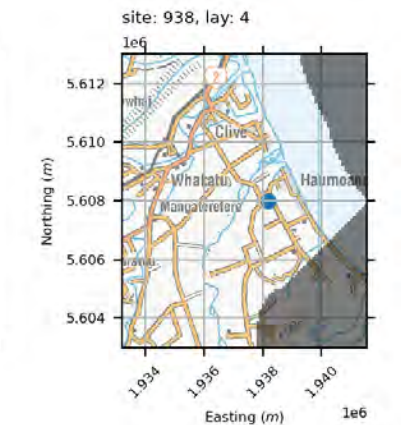 site: 938, lay: 4
1e6
5.612
2
Clive
5.610
Whakatu
Haumoana
5.608
Mangateretere
5.606
5.604
Northing (m)
1.934
1.936
1.938
1.940
Easting (m)
1e6